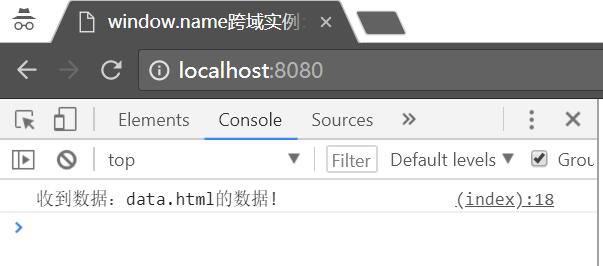 window.name跨域实例
localhost:8080
Elements Console Sources
top Filter Default levels Grou
收到数据：data.html的数据! (index):18